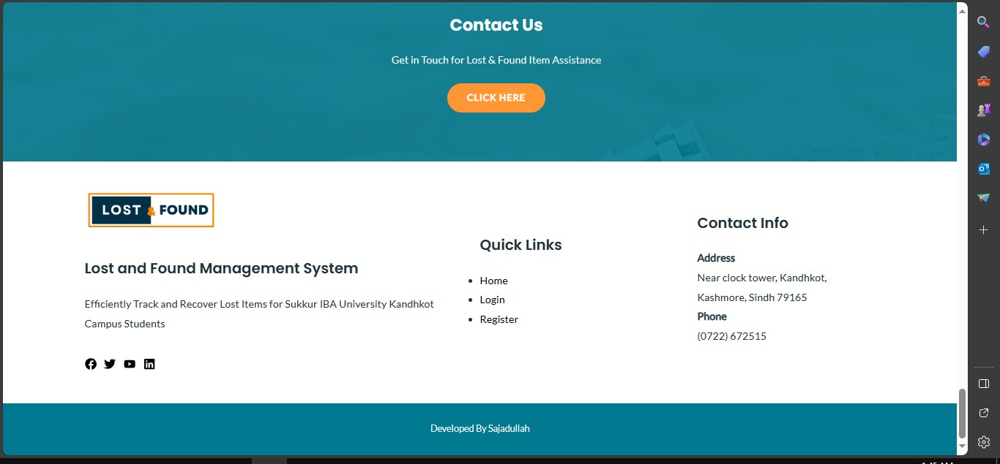 Contact Us
Get in Touch for Lost & Found Item Assistance
CLICK HERE
LOST & FOUND
Lost and Found Management System
Efficiently Track and Recover Lost Items for Sukkur IBA University Kandhkot
Campus Students
Quick Links
Home
Login
Register
Contact Info
Address
Near clock tower, Kandhkot,
Kashmore, Sindh 79165
Phone
(0722) 672515
Developed By Sajadullah